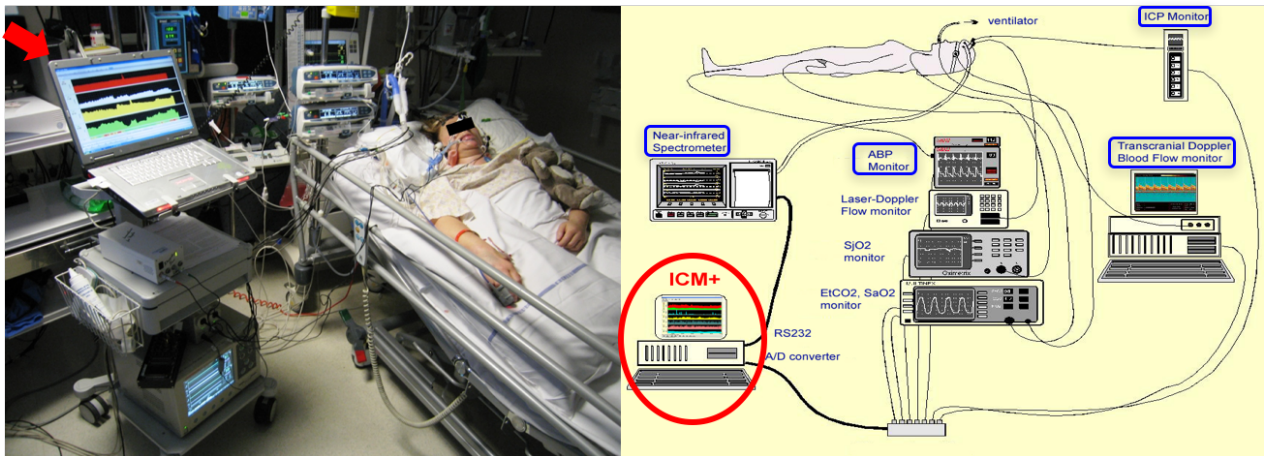 ventilator
ICP Monitor
Near-infrared
Spectrometer
ABP
Monitor
Transcranial Doppler
Blood Flow monitor
Laser-Doppler
Flow monitor
SjO2
monitor
Oximetrix
ICM+
EtCO2, SaO2
monitor
RS232
A/D converter